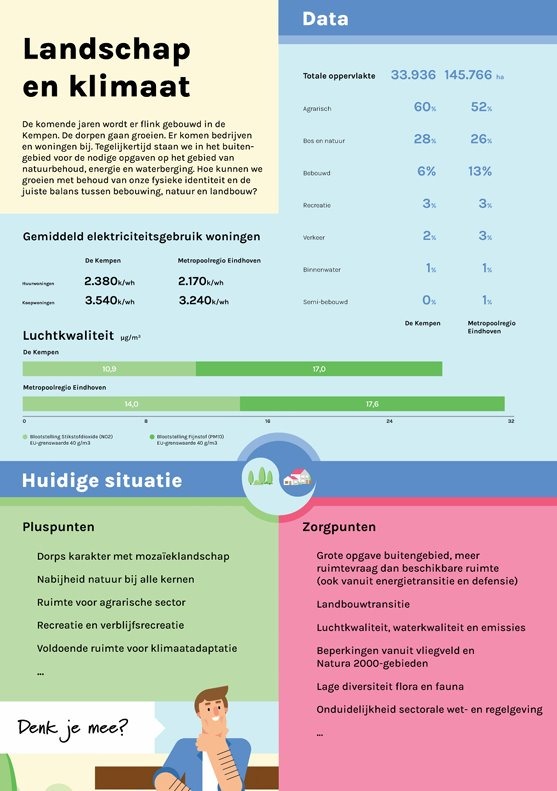 Landschap
en klimaat
De komende jaren wordt er flink gebouwd in de
Kempen. De dorpen gaan groeien. Er komen bedrijven
en woningen bij. Tegelijkertijd staan we in het buiten-
gebied voor de nodige opgaven op het gebied van
natuurbehoud, energie en waterberging. Hoe kunnen we
groeien met behoud van onze fysieke identiteit en de
juiste balans tussen bebouwing, natuur en landbouw?
Data
Totale oppervlakte 33.936 145.766 ha
Agrarisch 60% 52%
Bos en natuur 28% 26%
Bebouwd 6% 13%
Recreatie 3% 3%
Verkeer 2% 3%
Binnenwater 1% 1%
Semi-bebouwd 0% 1%
De Kempen Metropoolregio
Eindhoven
Gemiddeld elektriciteitsgebruik woningen
De Kempen Metropoolregio Eindhoven
Huurwoningen 2.380k/wh 2.170k/wh
Koopwoningen 3.540k/wh 3.240k/wh
Luchtkwaliteit µg/m³
De Kempen
10,9 17,0
Metropoolregio Eindhoven
14,0 17,6
0 8 16 24 32
Blootstelling Stikstofdioxide (NO2)
EU-grenswaarde 40 g/m3
Blootstelling Fijnstof (PM10)
EU-grenswaarde 40 g/m3
Huidige situatie
Pluspunten
Dorps karakter met mozaïeklandschap
Nabijheid natuur bij alle kernen
Ruimte voor agrarische sector
Recreatie en verblijfsrecreatie
Voldoende ruimte voor klimaatadaptatie
...
Denk je mee?
Zorgpunten
Grote opgave buitengebied, meer
ruimtevraag dan beschikbare ruimte
(ook vanuit energietransitie en defensie)
Landbouwtransitie
Luchtkwaliteit, waterkwaliteit en emissies
Beperkingen vanuit vliegveld en
Natura 2000-gebieden
Lage diversiteit flora en fauna
Onduidelijkheid sectorale wet- en regelgeving
...